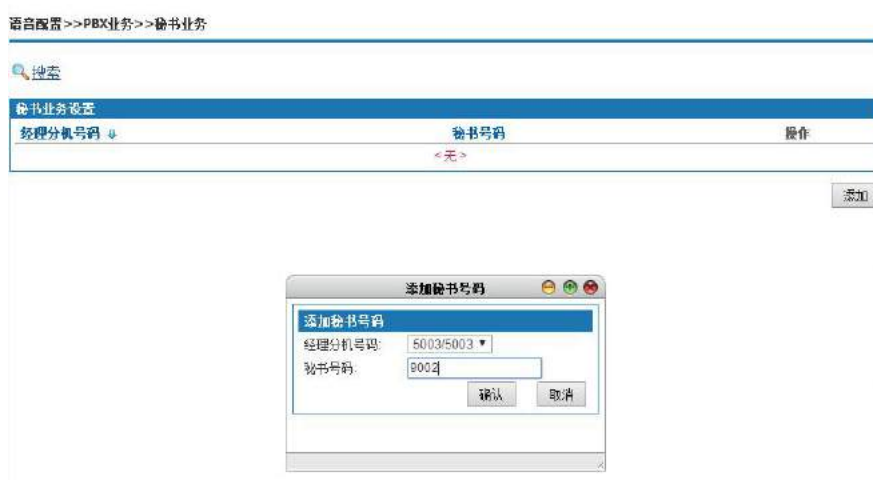 语音配置>>PBX业务>>秘书业务
搜索
秘书业务设置
经理分机号码 秘书号码 操作
<无>
添加
添加秘书号码
添加秘书号码
经理分机号码: 5003/5003
秘书号码: 9002
确认 取消